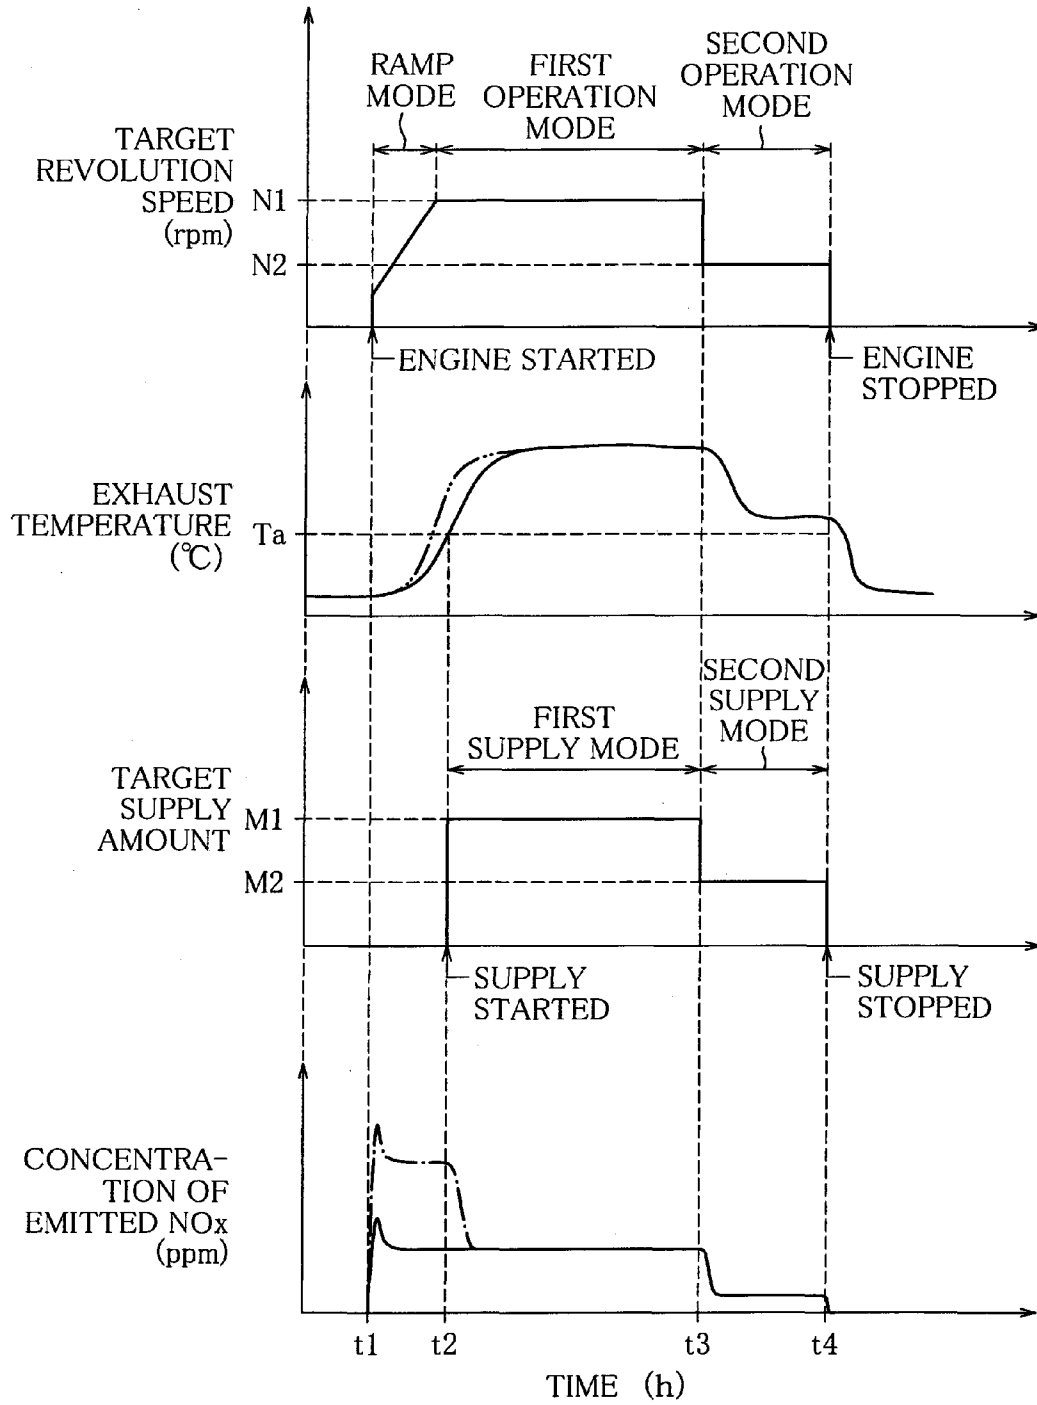 RAMP
MODE
FIRST
OPERATION
MODE
SECOND
OPERATION
MODE
TARGET
REVOLUTION
SPEED
(rpm)
N1
N2
ENGINE STARTED
ENGINE
STOPPED
EXHAUST
TEMPERATURE
(℃)
Ta
FIRST
SUPPLY MODE
SECOND
SUPPLY
MODE
TARGET
SUPPLY
AMOUNT
M1
M2
SUPPLY
STARTED
SUPPLY
STOPPED
CONCENTRA-
TION OF
EMITTED NOx
(ppm)
t1 t2 t3 t4
TIME (h)